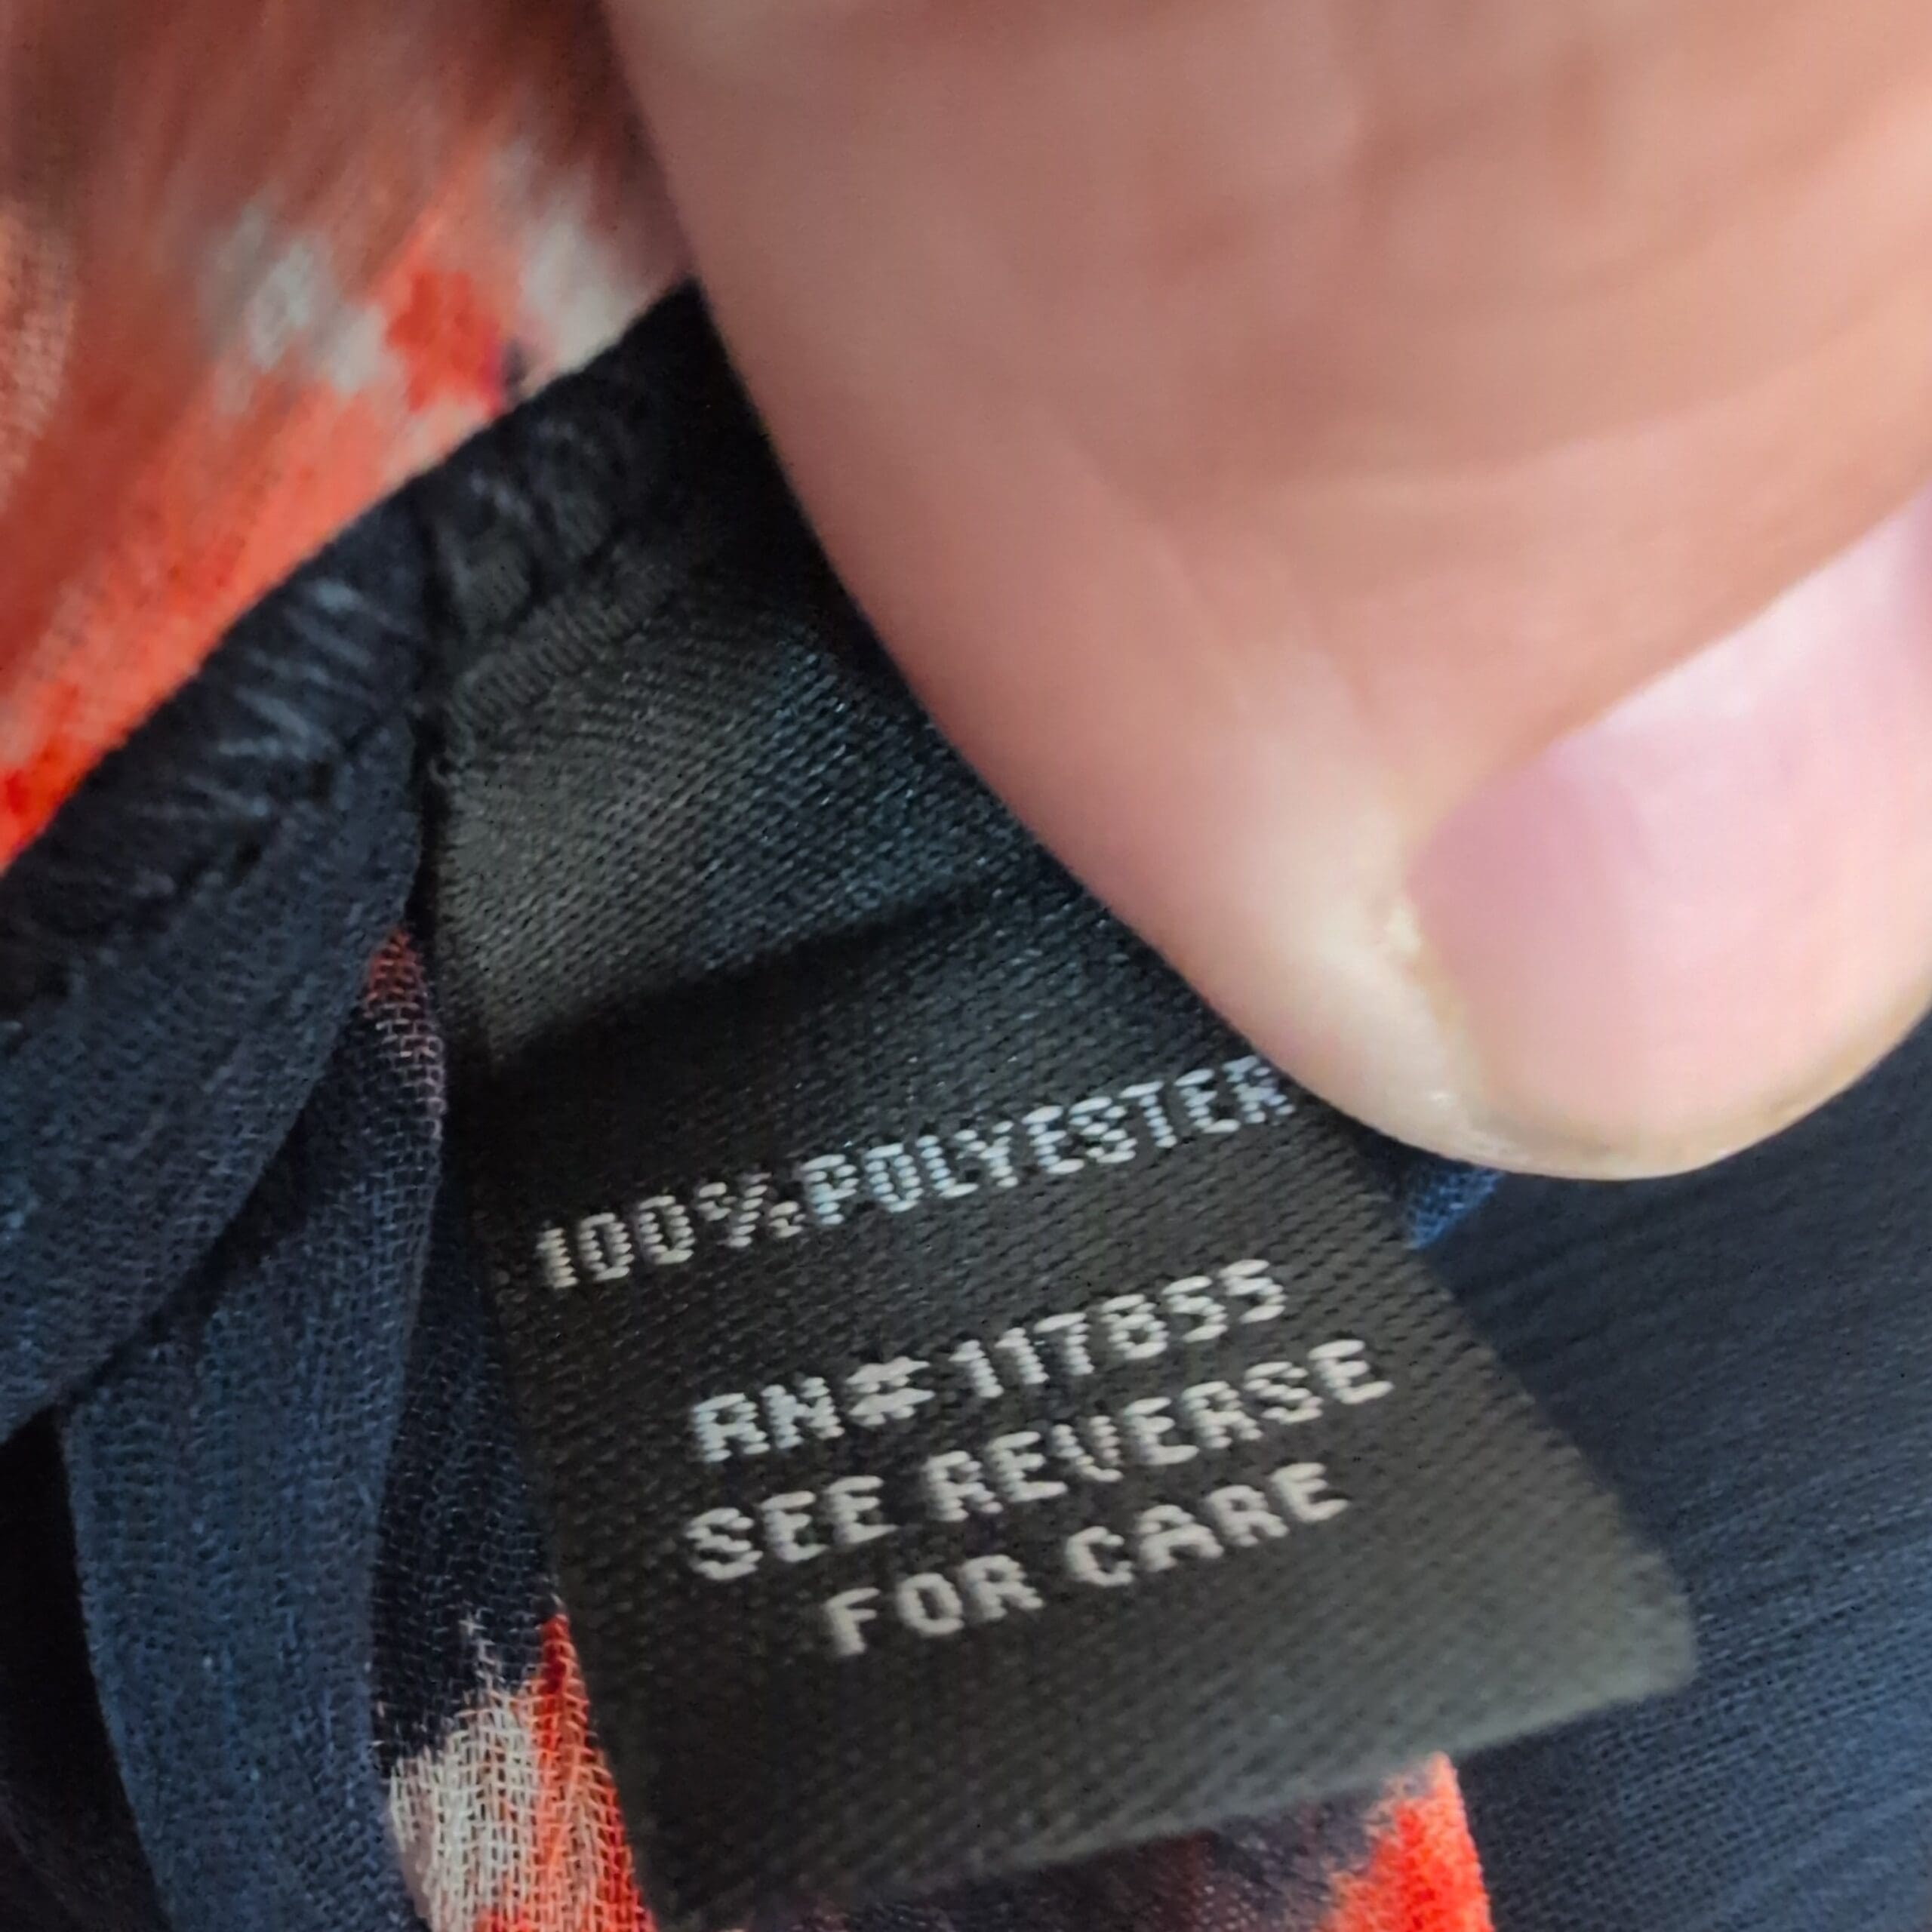 100%POLYESTER
RN#117855
SEE REVERSE
FOR CARE